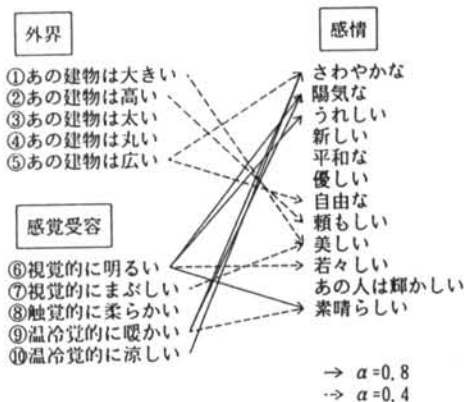 外界
①あの建物は大きい
②あの建物は高い
③あの建物は太い
④あの建物は丸い
⑤あの建物は広い
感覚受容
⑥視覚的に明るい
⑦視覚的にまぶしい
⑧触覚的に柔らかい
⑨温冷覚的に暖かい
⑩温冷覚的に涼しい
感情
さわやかな
陽気な
うれしい
新しい
平和な
優しい
自由な
頼もしい
美しい
若々しい
あの人は輝かしい
素晴らしい
→ α=0.8
⇢ α=0.4